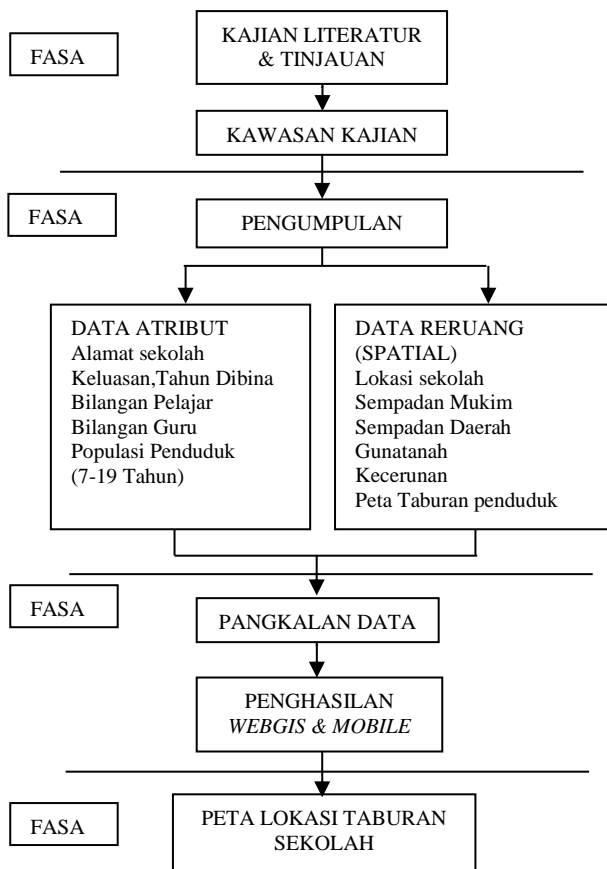 FASA
KAJIAN LITERATUR
& TINJAUAN
KAWASAN KAJIAN
FASA
PENGUMPULAN
DATA ATRIBUT
Alamat sekolah
Keluasan,Tahun Dibina
Bilangan Pelajar
Bilangan Guru
Populasi Penduduk
(7-19 Tahun)
DATA RERUANG
(SPATIAL)
Lokasi sekolah
Sempadan Mukim
Sempadan Daerah
Gunatanah
Kecerunan
Peta Taburan penduduk
FASA
PANGKALAN DATA
PENGHASILAN
WEBGIS & MOBILE
FASA
PETA LOKASI TABURAN
SEKOLAH